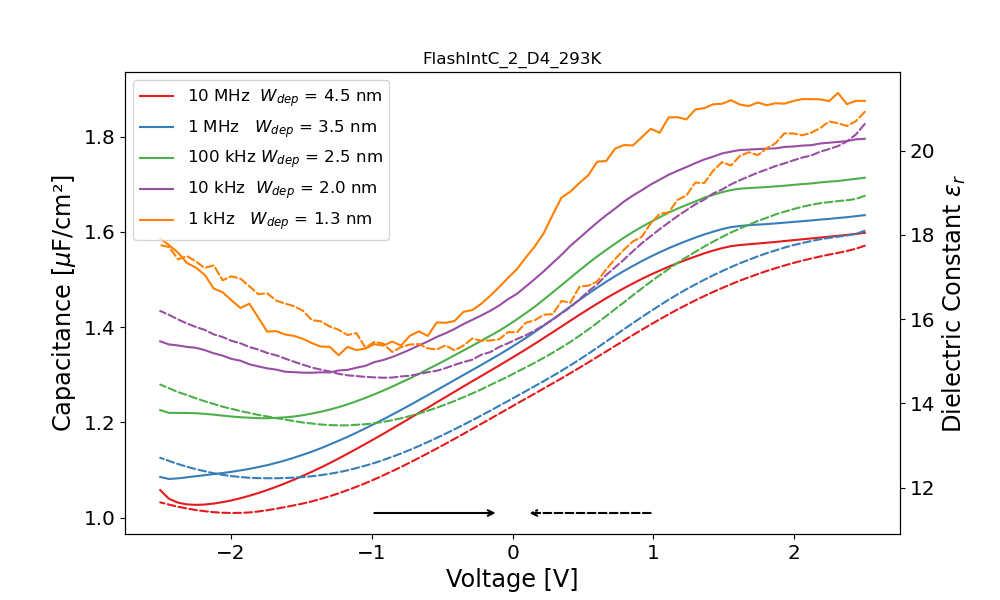 FlashIntC_2_D4_293K
10 MHz W_dep = 4.5 nm
1 MHz W_dep = 3.5 nm
100 kHz W_dep = 2.5 nm
10 kHz W_dep = 2.0 nm
1 kHz W_dep = 1.3 nm
Capacitance [μF/cm²]
1.8
1.6
1.4
1.2
1.0
20
18
16
14
12
Dielectric Constant ε_r
−2 −1 0 1 2
Voltage [V]